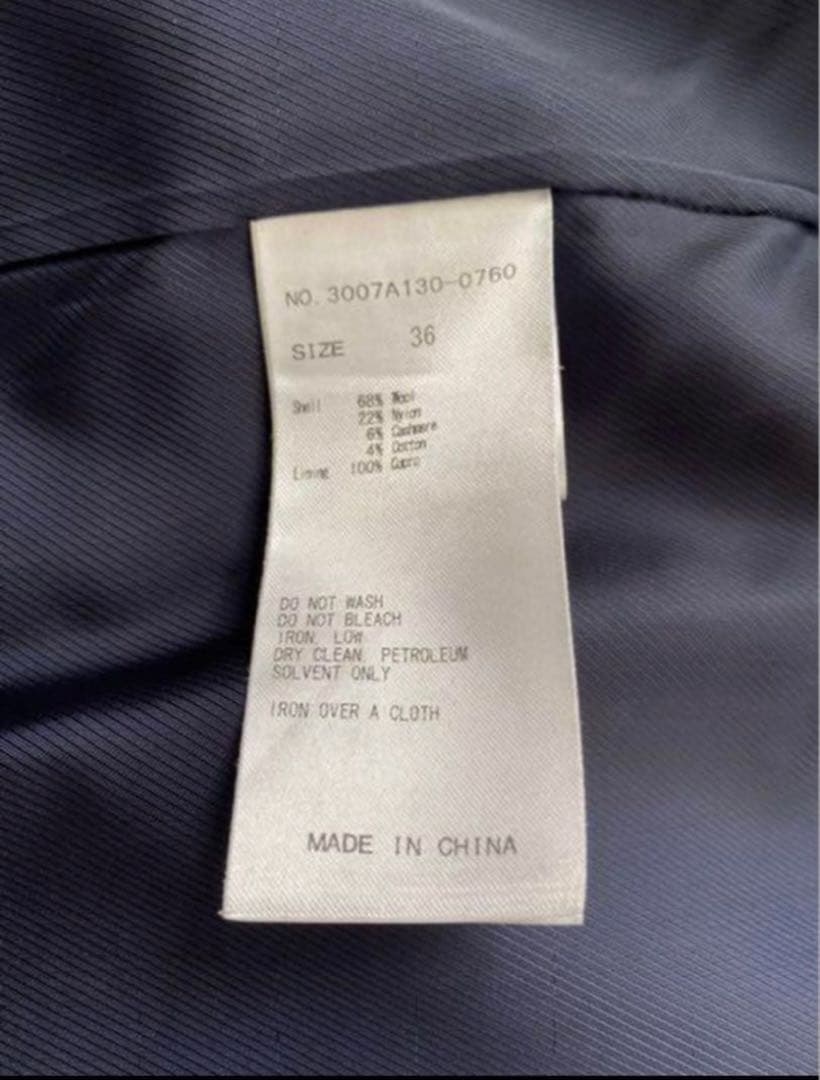 NO. 3007A130-0760
SIZE 36
Shell 68% Wool
22% Nylon
6% Cashmere
4% Cotton
Lining 100% Cupro
DO NOT WASH
DO NOT BLEACH
IRON. LOW
DRY CLEAN. PETROLEUM
SOLVENT ONLY
IRON OVER A CLOTH
MADE IN CHINA